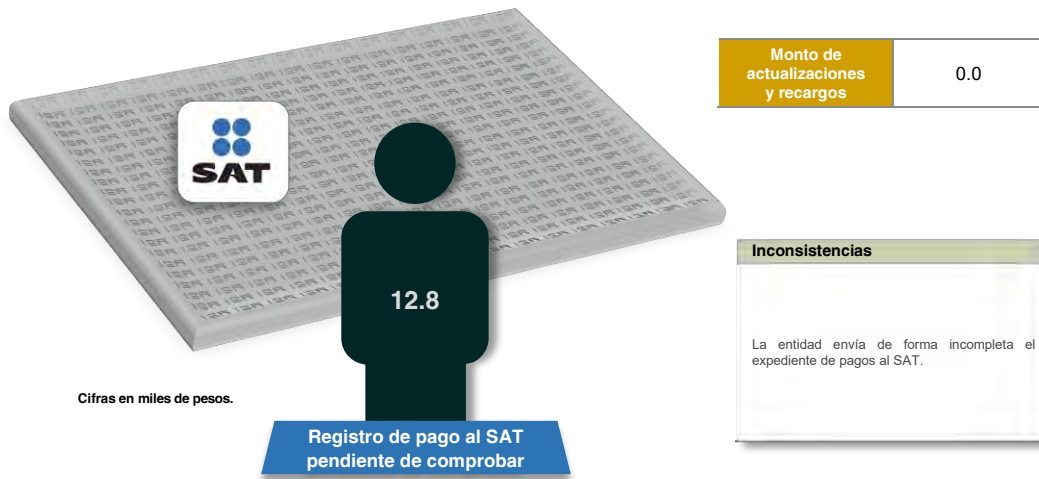 Monto de
actualizaciones
y recargos
0.0
SAT
12.8
Inconsistencias
La entidad envía de forma incompleta el
expediente de pagos al SAT.
Cifras en miles de pesos.
Registro de pago al SAT
pendiente de comprobar